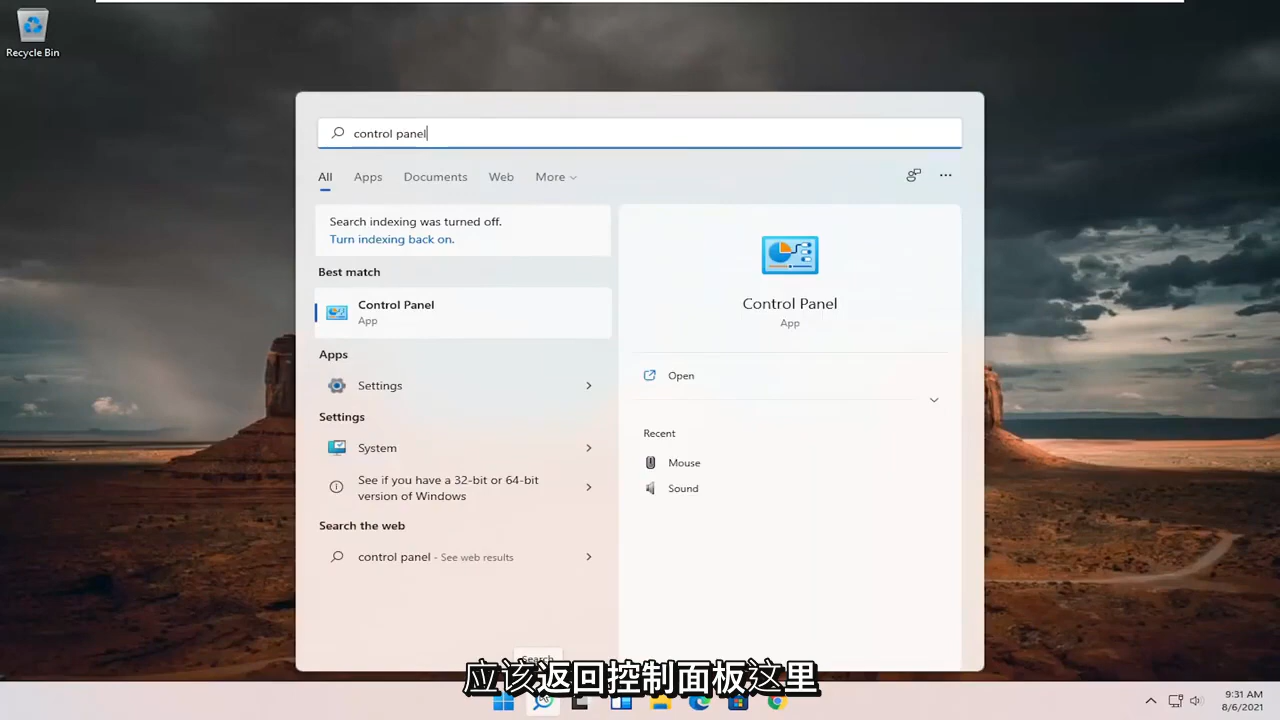 Recycle Bin
control panel
All
Apps
Documents
Web
More
Search indexing was turned off.
Turn indexing back on.
Best match
Control Panel
App
Apps
Settings
Settings
System
See if you have a 32-bit or 64-bit
version of Windows
Search the web
control panel - See web results
Control Panel
App
Open
Recent
Mouse
Sound
Search
应该返回控制面板这里
9:31 AM
8/6/2021